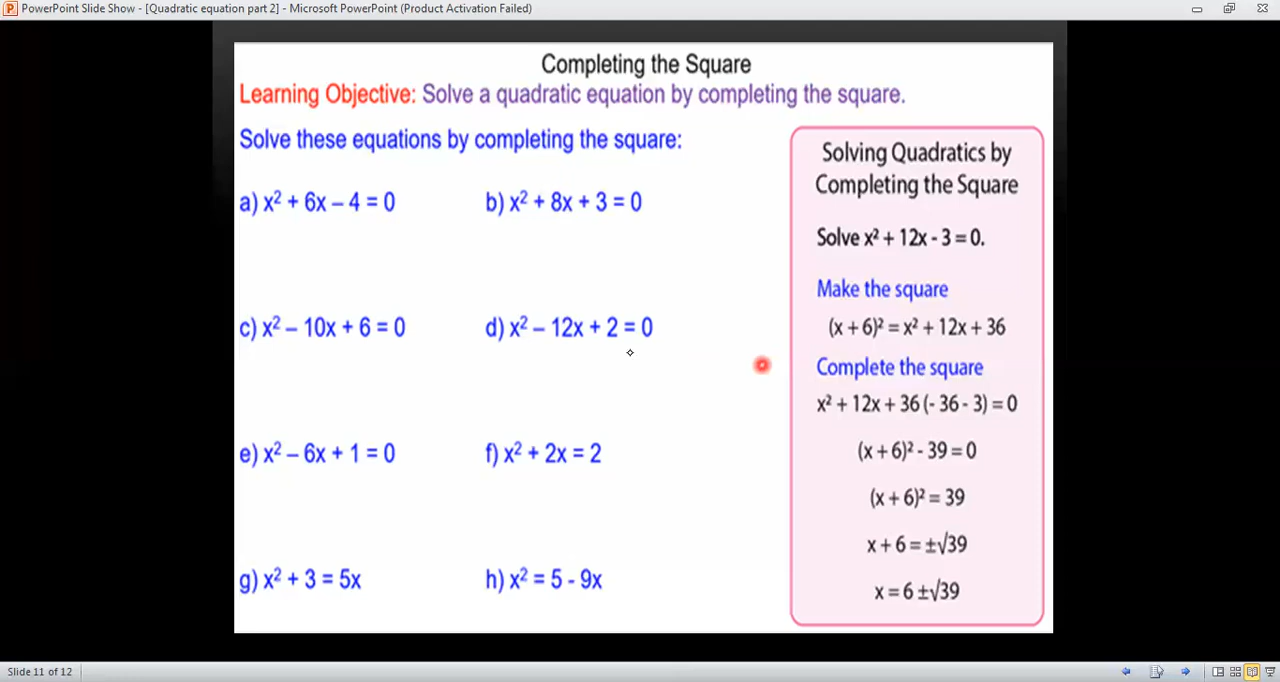 PowerPoint Slide Show - [Quadratic equation part 2] - Microsoft PowerPoint (Product Activation Failed)
Completing the Square
Learning Objective: Solve a quadratic equation by completing the square.
Solve these equations by completing the square:
a) x² + 6x – 4 = 0
b) x² + 8x + 3 = 0
c) x² – 10x + 6 = 0
d) x² – 12x + 2 = 0
e) x² – 6x + 1 = 0
f) x² + 2x = 2
g) x² + 3 = 5x
h) x² = 5 - 9x
Solving Quadratics by
Completing the Square
Solve x² + 12x - 3 = 0.
Make the square
(x + 6)² = x² + 12x + 36
Complete the square
x² + 12x + 36 (- 36 - 3) = 0
(x + 6)² - 39 = 0
(x + 6)² = 39
x + 6 = ±√39
x = 6 ±√39
Slide 11 of 12